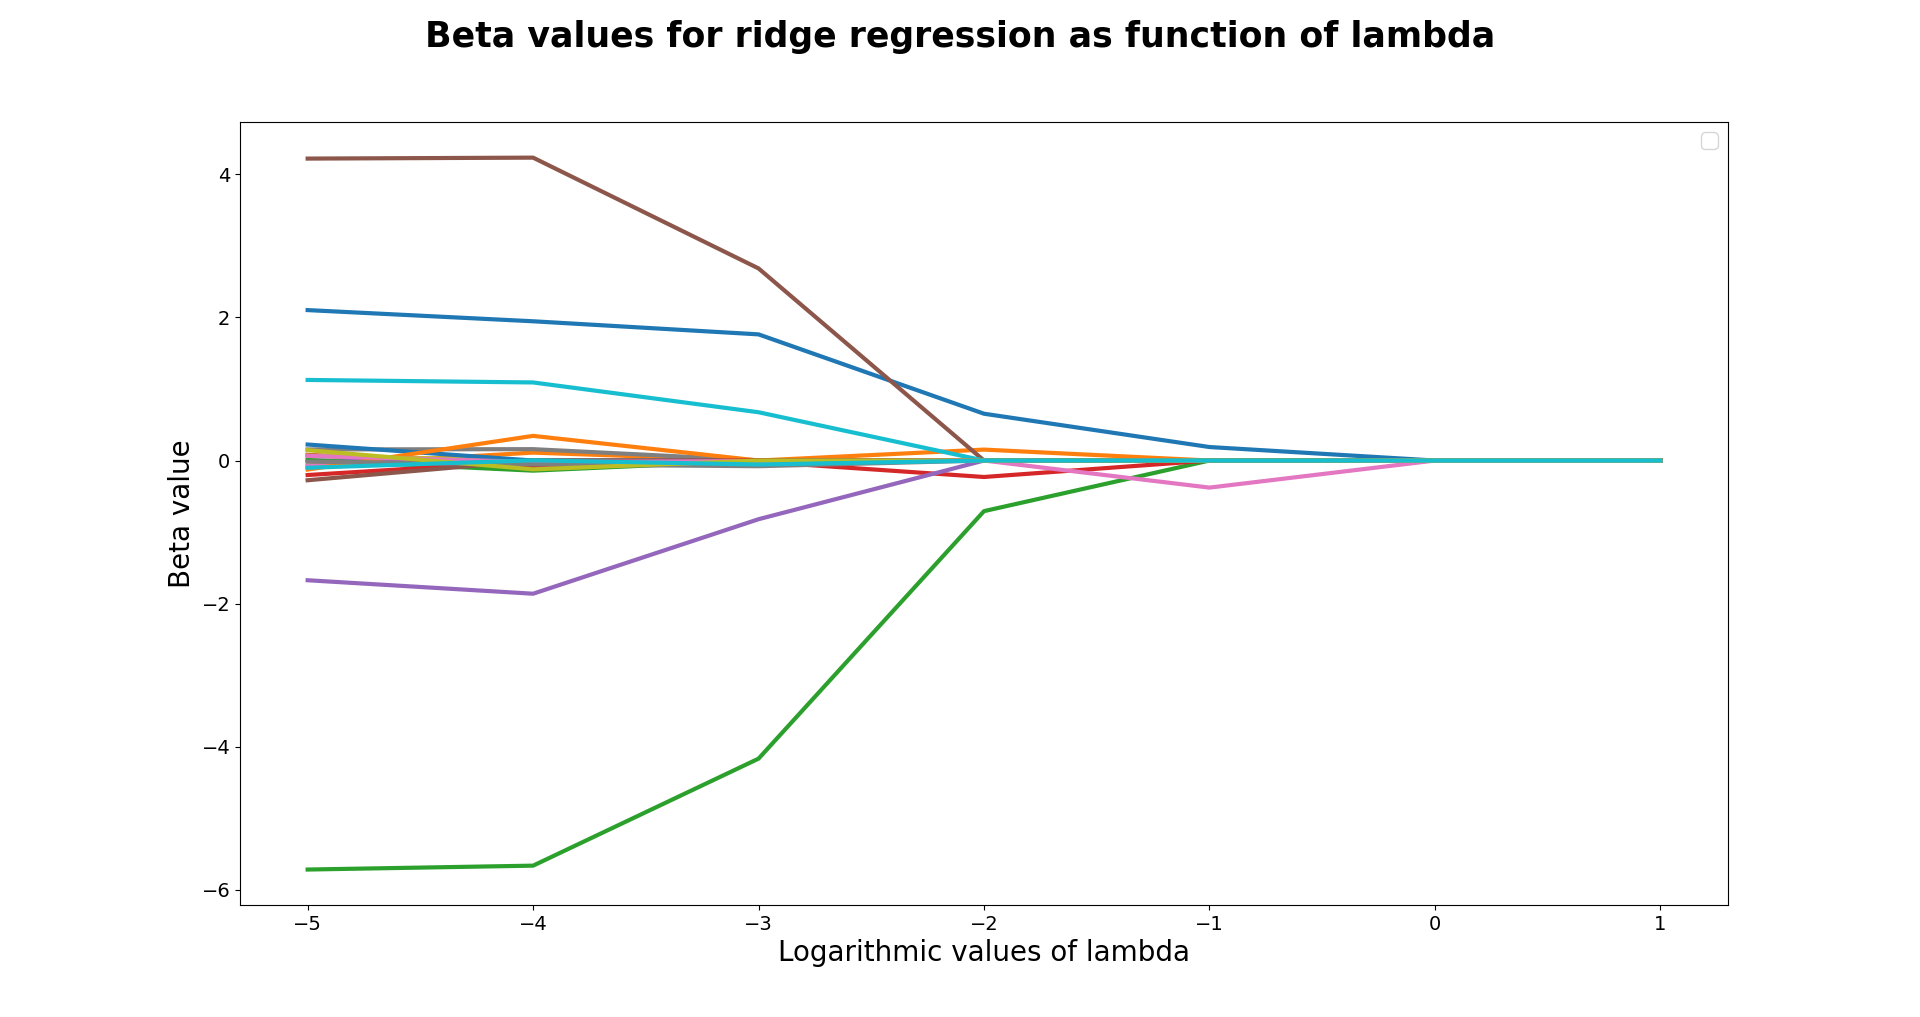 Beta values for ridge regression as function of lambda
4
2
0
−2
−4
−6
Beta value
−5 −4 −3 −2 −1 0 1
Logarithmic values of lambda